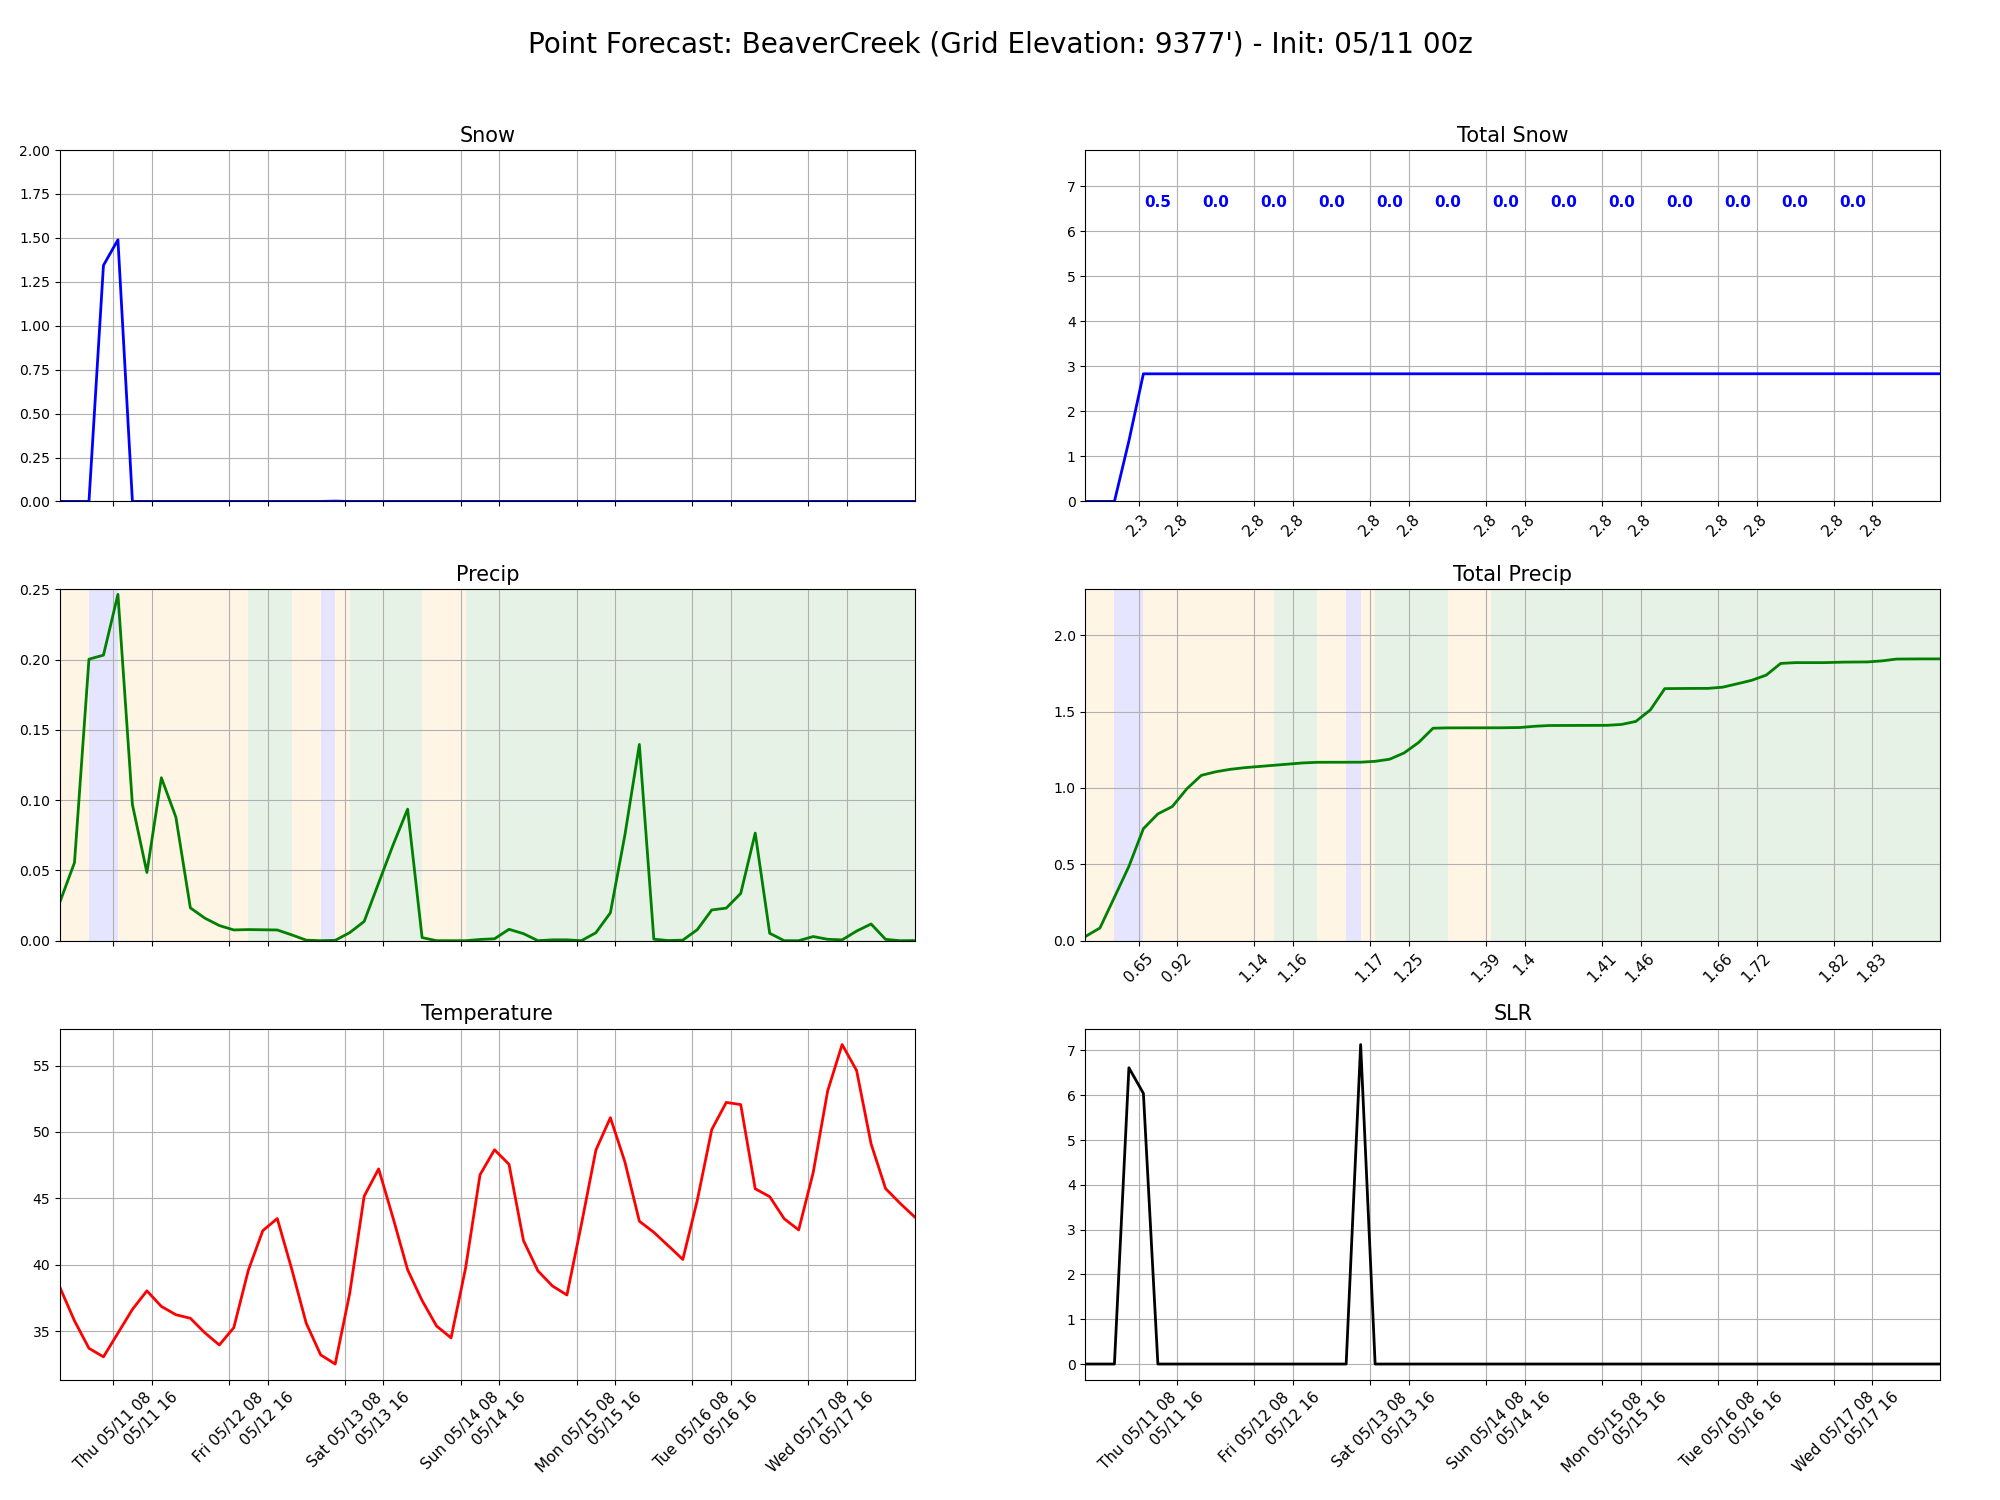 Point Forecast: BeaverCreek (Grid Elevation: 9377') - Init: 05/11 00z
Snow
2.00
1.75
1.50
1.25
1.00
0.75
0.50
0.25
0.00
Total Snow
7
6
5
4
3
2
1
0
0.5 0.0 0.0 0.0 0.0 0.0 0.0 0.0 0.0 0.0 0.0 0.0 0.0
2.3 2.8 2.8 2.8 2.8 2.8 2.8 2.8 2.8 2.8 2.8 2.8 2.8 2.8
Precip
0.25
0.20
0.15
0.10
0.05
0.00
Total Precip
2.0
1.5
1.0
0.5
0.0
0.65 0.92 1.14 1.16 1.17 1.25 1.39 1.4 1.41 1.46 1.66 1.72 1.82 1.83
Temperature
55
50
45
40
35
Thu 05/11 08
05/11 16
Fri 05/12 08
05/12 16
Sat 05/13 08
05/13 16
Sun 05/14 08
05/14 16
Mon 05/15 08
05/15 16
Tue 05/16 08
05/16 16
Wed 05/17 08
05/17 16
SLR
7
6
5
4
3
2
1
0
Thu 05/11 08
05/11 16
Fri 05/12 08
05/12 16
Sat 05/13 08
05/13 16
Sun 05/14 08
05/14 16
Mon 05/15 08
05/15 16
Tue 05/16 08
05/16 16
Wed 05/17 08
05/17 16